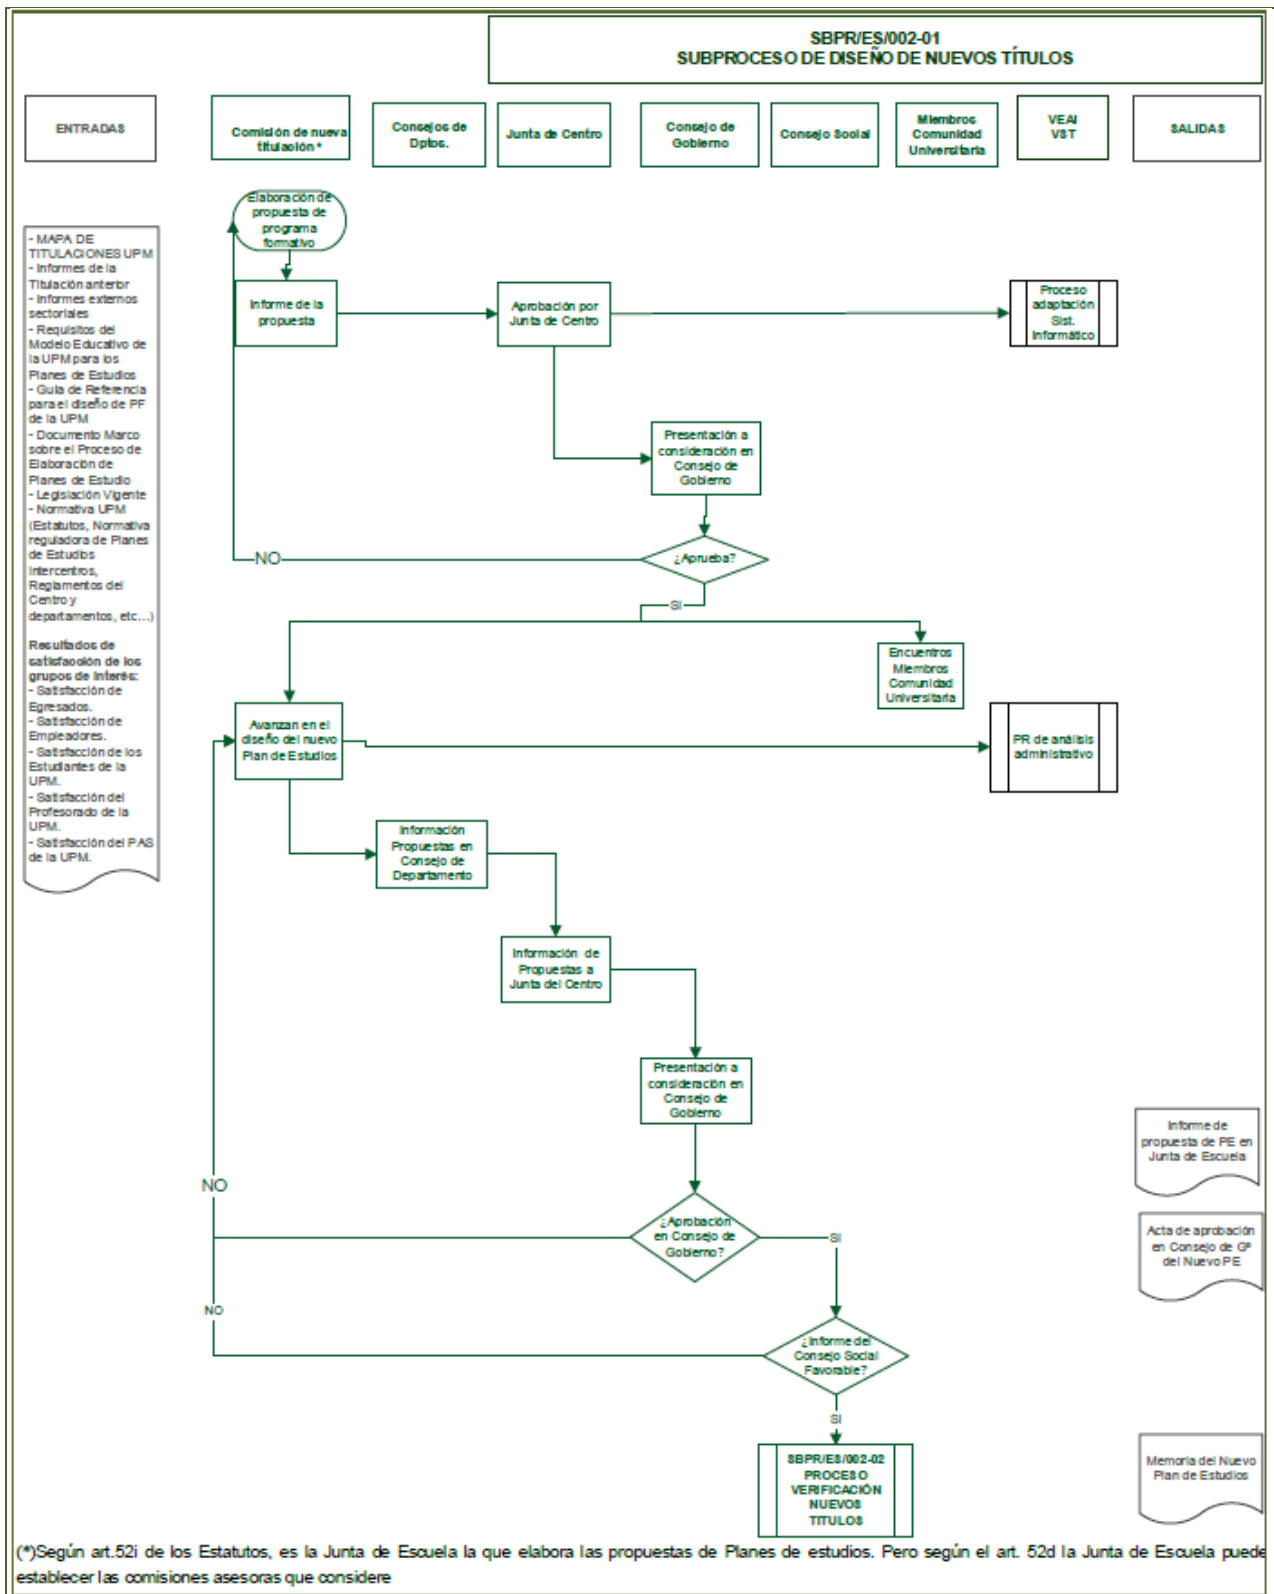 SBPR/ES/002-01
SUBPROCESO DE DISEÑO DE NUEVOS TÍTULOS
ENTRADAS
Comisión de nueva
titulación *
Consejos de
Dptos.
Junta de Centro
Consejo de
Gobierno
Consejo Social
Miembros
Comunidad
Universitaria
VEAI
VST
SALIDAS
Elaboración de
propuesta de
programa
formativo
- MAPA DE
TITULACIONES UPM
- Informes de la
Titulación anterior
- Informes externos
sectoriales
- Requisitos del
Modelo Educativo de
la UPM para los
Planes de Estudios
- Guía de Referencia
para el diseño de PF
de la UPM
- Documento Marco
sobre el Proceso de
Elaboración de
Planes de Estudio
- Legislación Vigente
- Normativa UPM
(Estatutos, Normativa
reguladora de Planes
de Estudios
Intercentros,
Reglamentos del
Centro y
departamentos, etc...)
Resultados de
satisfacción de los
grupos de interés:
- Satisfacción de
Egresados.
- Satisfacción de
Empleadores.
- Satisfacción de los
Estudiantes de la
UPM.
- Satisfacción del
Profesorado de la
UPM.
- Satisfacción del PAS
de la UPM.
Informe de la
propuesta
Aprobación por
Junta de Centro
Proceso
adaptación
Sist.
Informático
Presentación a
consideración en
Consejo de
Gobierno
¿Aprueba?
NO
SI
Encuentros
Miembros
Comunidad
Universitaria
Avanzan en el
diseño del nuevo
Plan de Estudios
PR de análisis
administrativo
Información
Propuestas en
Consejo de
Departamento
Información de
Propuestas a
Junta del Centro
Presentación a
consideración en
Consejo de
Gobierno
Informe de
propuesta de PE en
Junta de Escuela
NO
¿Aprobación
en Consejo de
Gobierno?
SI
Acta de aprobación
en Consejo de Gº
del Nuevo PE
NO
¿Informe del
Consejo Social
Favorable?
SI
SBPR/ES/002-02
PROCESO
VERIFICACIÓN
NUEVOS
TITULOS
Memoria del Nuevo
Plan de Estudios
(*)Según art.52i de los Estatutos, es la Junta de Escuela la que elabora las propuestas de Planes de estudios. Pero según el art. 52d la Junta de Escuela puede
establecer las comisiones asesoras que considere